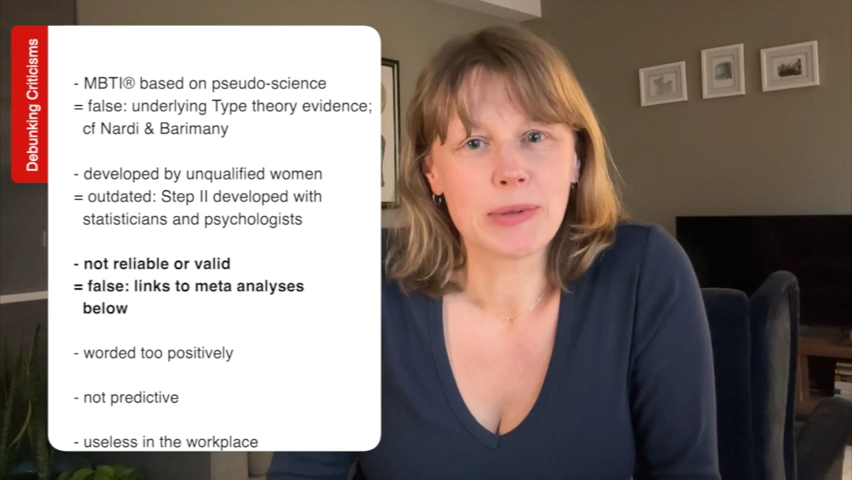 Debunking Criticisms
- MBTI® based on pseudo-science
= false: underlying Type theory evidence;
cf Nardi & Barimany
- developed by unqualified women
= outdated: Step II developed with
statisticians and psychologists
- not reliable or valid
= false: links to meta analyses
below
- worded too positively
- not predictive
- useless in the workplace